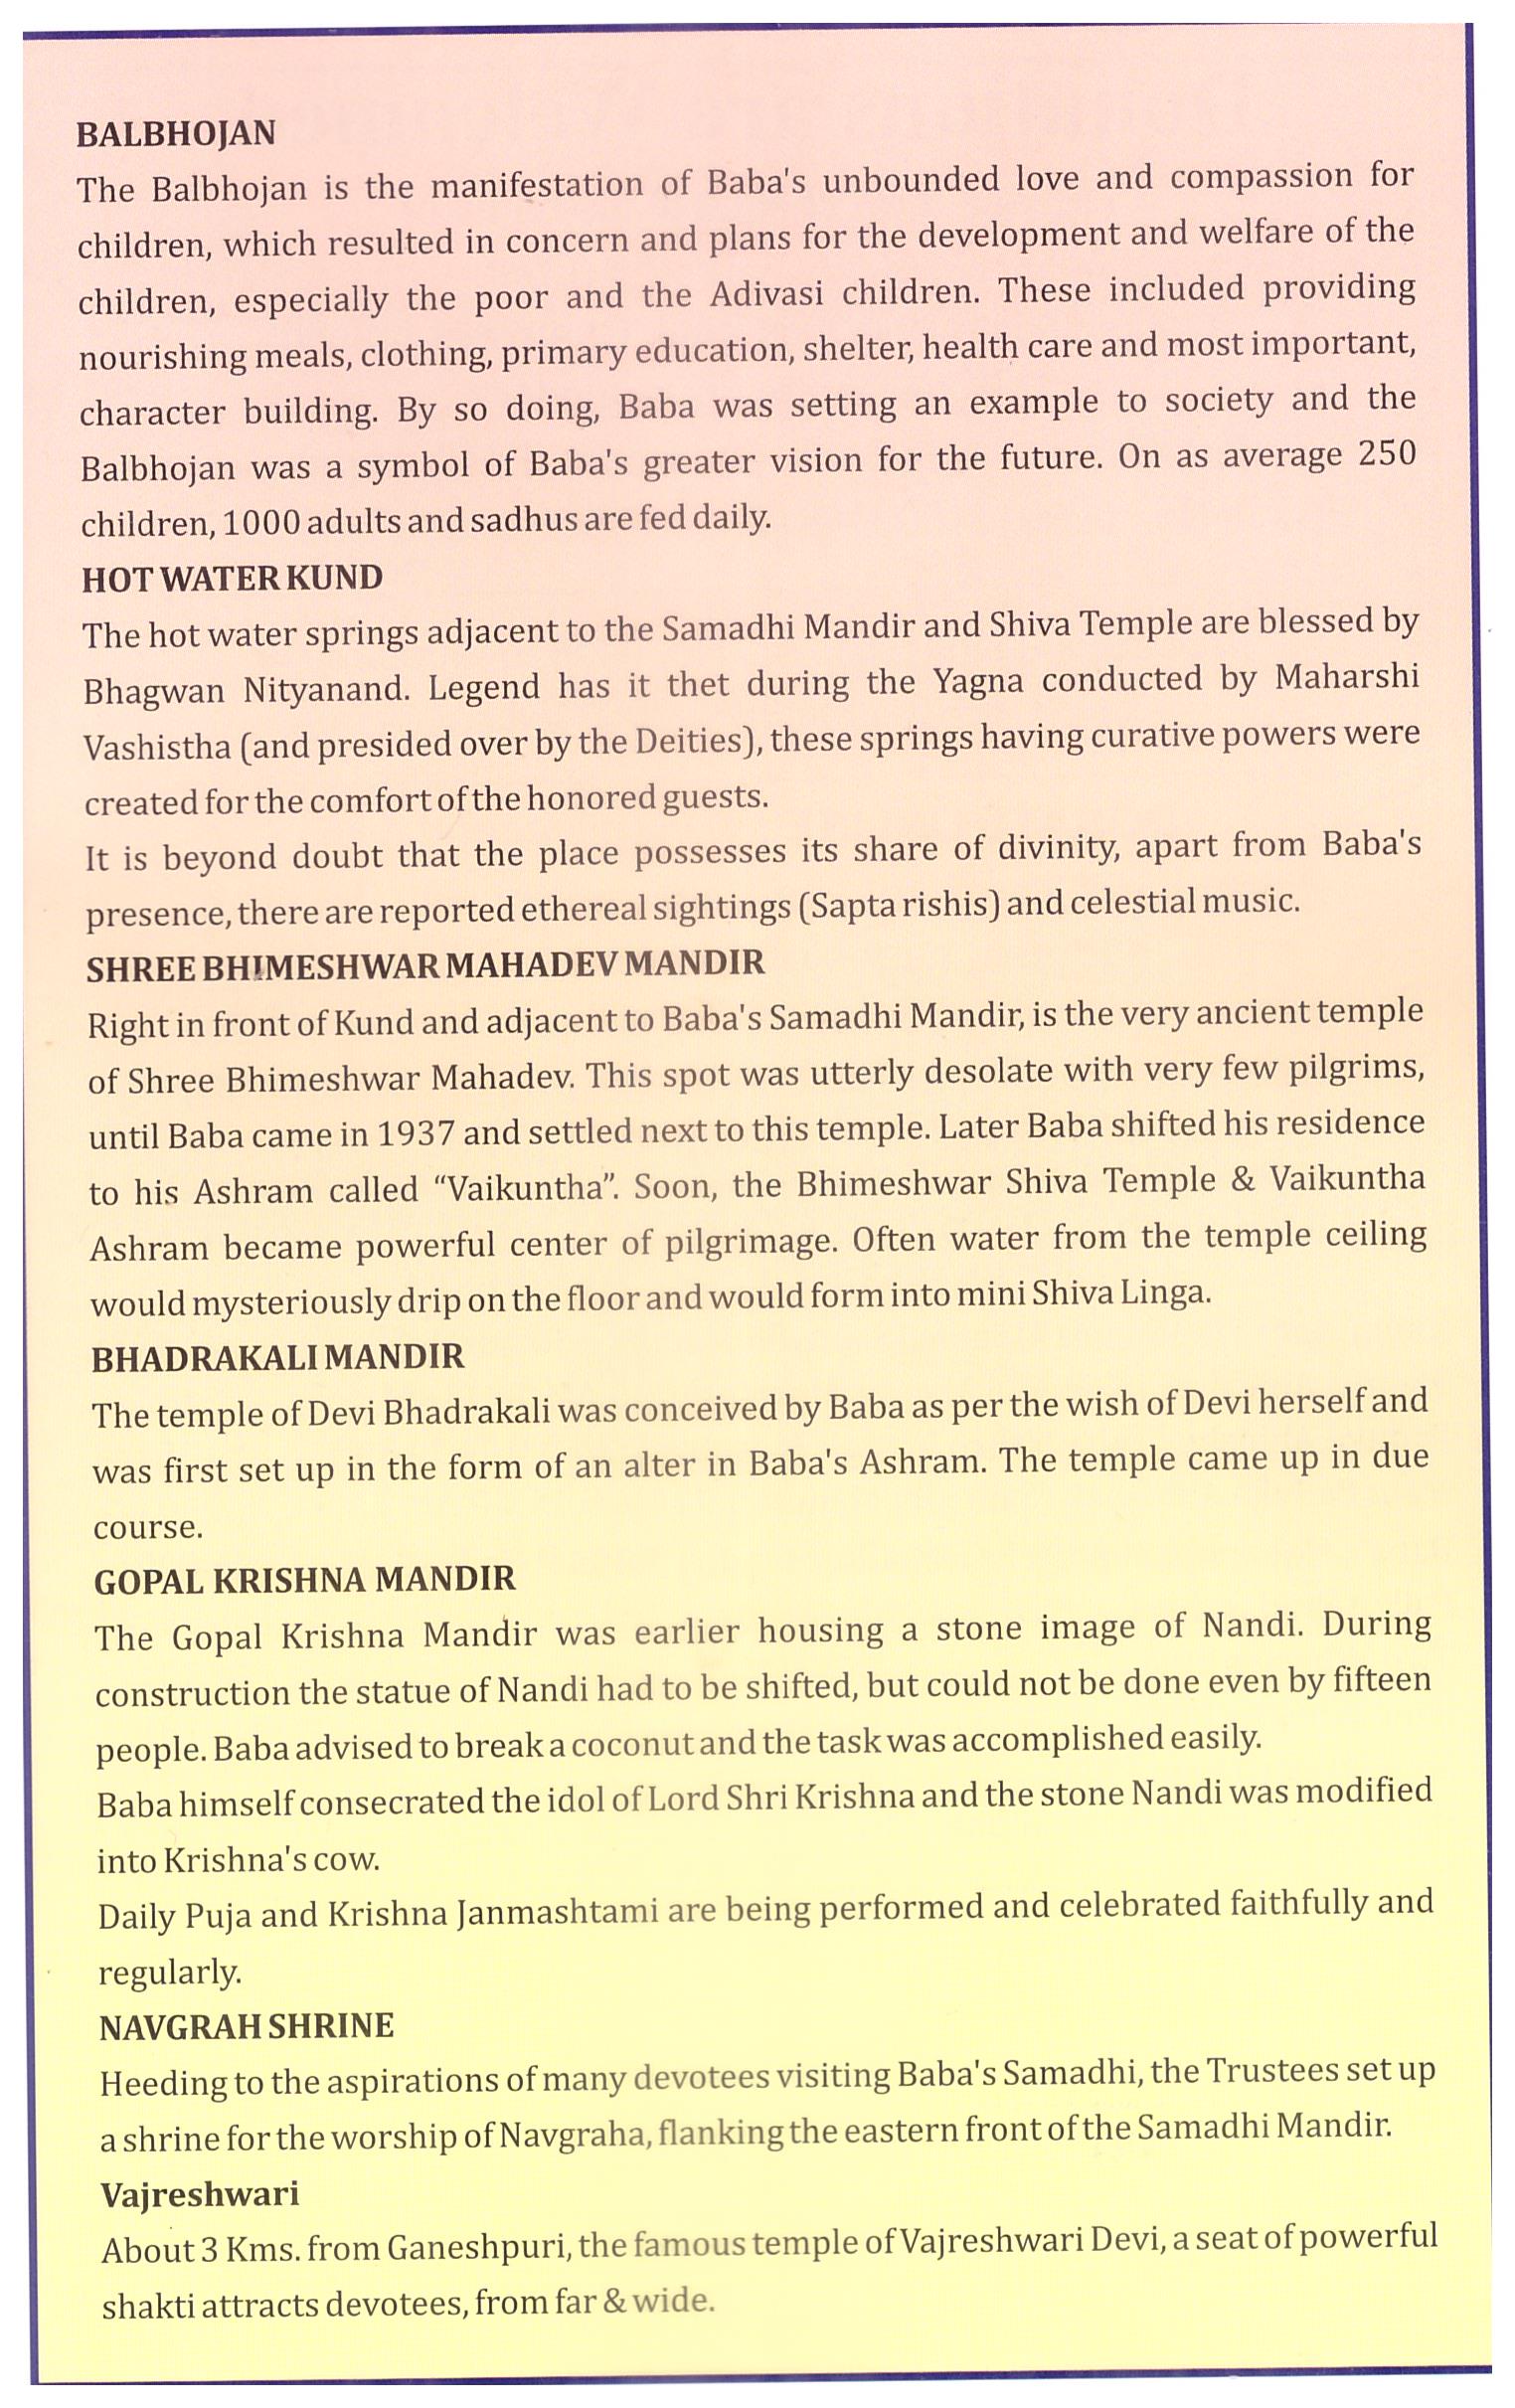 BALBHOJAN
The Balbhojan is the manifestation of Baba's unbounded love and compassion for
children, which resulted in concern and plans for the development and welfare of the
children, especially the poor and the Adivasi children. These included providing
nourishing meals, clothing, primary education, shelter, health care and most important,
character building. By so doing, Baba was setting an example to society and the
Balbhojan was a symbol of Baba's greater vision for the future. On as average 250
children, 1000 adults and sadhus are fed daily.
HOT WATER KUND
The hot water springs adjacent to the Samadhi Mandir and Shiva Temple are blessed by
Bhagwan Nityanand. Legend has it thet during the Yagna conducted by Maharshi
Vashistha (and presided over by the Deities), these springs having curative powers were
created for the comfort of the honored guests.
It is beyond doubt that the place possesses its share of divinity, apart from Baba's
presence, there are reported ethereal sightings (Sapta rishis) and celestial music.
SHREE BHIMESHWAR MAHADEV MANDIR
Right in front of Kund and adjacent to Baba's Samadhi Mandir, is the very ancient temple
of Shree Bhimeshwar Mahadev. This spot was utterly desolate with very few pilgrims,
until Baba came in 1937 and settled next to this temple. Later Baba shifted his residence
to his Ashram called “Vaikuntha”. Soon, the Bhimeshwar Shiva Temple & Vaikuntha
Ashram became powerful center of pilgrimage. Often water from the temple ceiling
would mysteriously drip on the floor and would form into mini Shiva Linga.
BHADRAKALI MANDIR
The temple of Devi Bhadrakali was conceived by Baba as per the wish of Devi herself and
was first set up in the form of an alter in Baba's Ashram. The temple came up in due
course.
GOPAL KRISHNA MANDIR
The Gopal Krishna Mandir was earlier housing a stone image of Nandi. During
construction the statue of Nandi had to be shifted, but could not be done even by fifteen
people. Baba advised to break a coconut and the task was accomplished easily.
Baba himself consecrated the idol of Lord Shri Krishna and the stone Nandi was modified
into Krishna's cow.
Daily Puja and Krishna Janmashtami are being performed and celebrated faithfully and
regularly.
NAVGRAH SHRINE
Heeding to the aspirations of many devotees visiting Baba's Samadhi, the Trustees set up
a shrine for the worship of Navgraha, flanking the eastern front of the Samadhi Mandir.
Vajreshwari
About 3 Kms. from Ganeshpuri, the famous temple of Vajreshwari Devi, a seat of powerful
shakti attracts devotees, from far & wide.